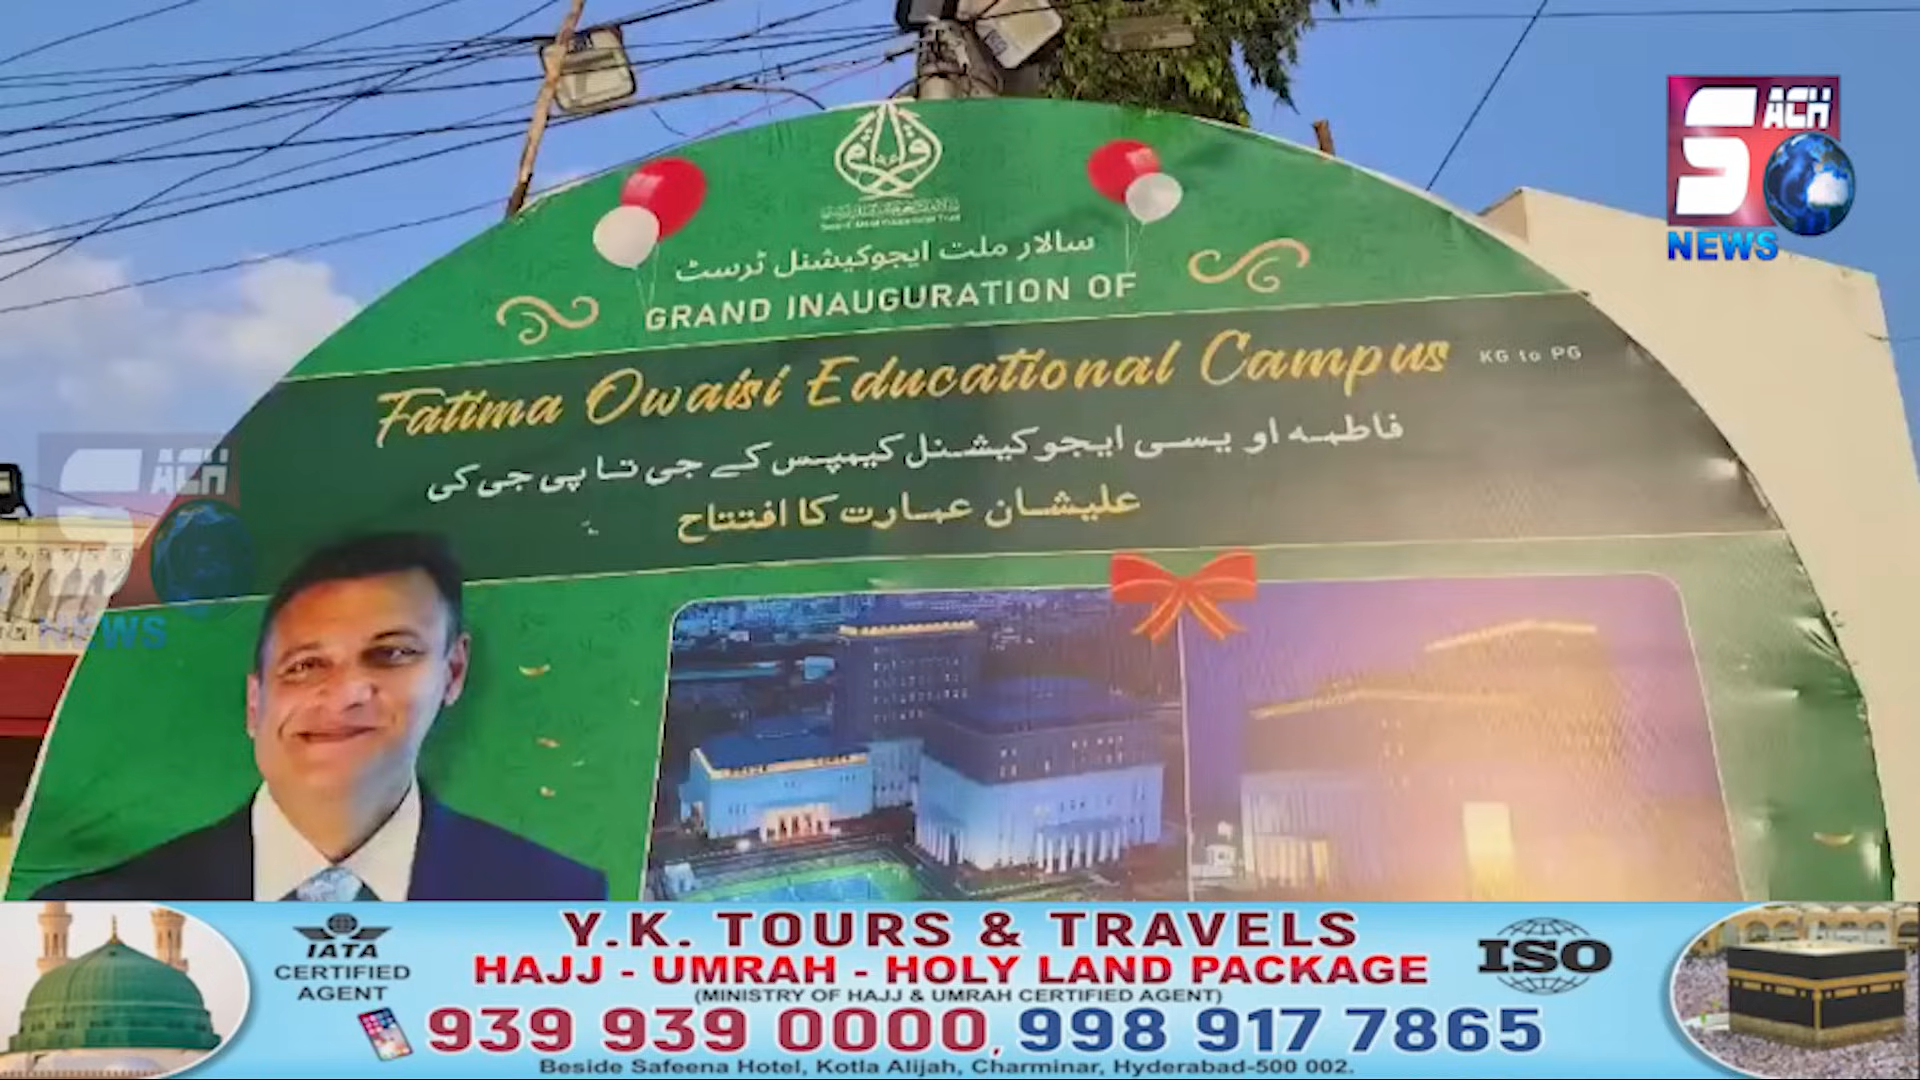 SACH
NEWS
سالار ملت ایجوکیشنل ٹرسٹ
GRAND INAUGURATION OF
Fatima Owaisi Educational Campus KG to PG
فاطمہ اویسی ایجوکیشنل کیمپس کے جی تا پی جی کی
علیشان عمارت کا افتتاح
SACH
NEWS
IATA
CERTIFIED
AGENT
Y.K. TOURS & TRAVELS
HAJJ - UMRAH - HOLY LAND PACKAGE
(MINISTRY OF HAJJ & UMRAH CERTIFIED AGENT)
939 939 0000, 998 917 7865
Beside Safeena Hotel, Kotla Alijah, Charminar, Hyderabad-500 002.
ISO